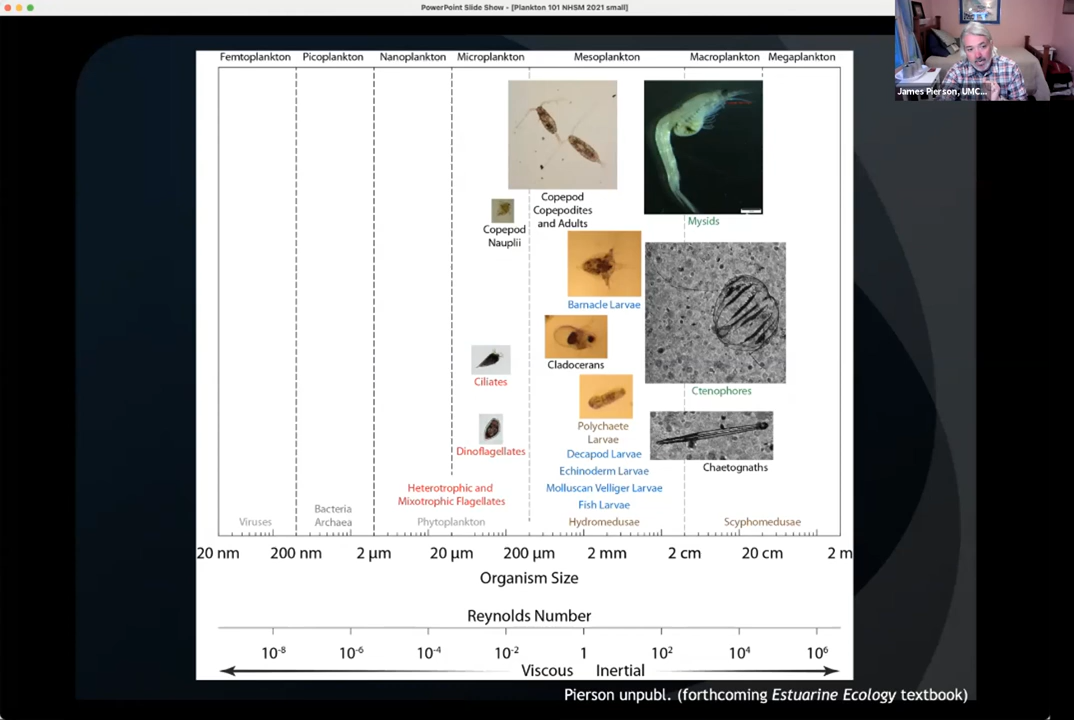 PowerPoint Slide Show - [Plankton 101 NHSM 2021 small]
James Pierson, UMC...
Femtoplankton Picoplankton Nanoplankton Microplankton Mesoplankton Macroplankton Megaplankton
Copepod
Copepodites
and Adults
Mysids
Copepod
Nauplii
Barnacle Larvae
Cladocerans
Ciliates
Ctenophores
Polychaete
Larvae
Dinoflagellates
Decapod Larvae
Chaetognaths
Echinoderm Larvae
Heterotrophic and
Mixotrophic Flagellates
Molluscan Velliger Larvae
Fish Larvae
Viruses
Bacteria
Archaea
Phytoplankton
Hydromedusae
Scyphomedusae
20 nm 200 nm 2 µm 20 µm 200 µm 2 mm 2 cm 20 cm 2 m
Organism Size
Reynolds Number
10-8 10-6 10-4 10-2 1 10² 10⁴ 10⁶
Viscous Inertial
Pierson unpubl. (forthcoming Estuarine Ecology textbook)